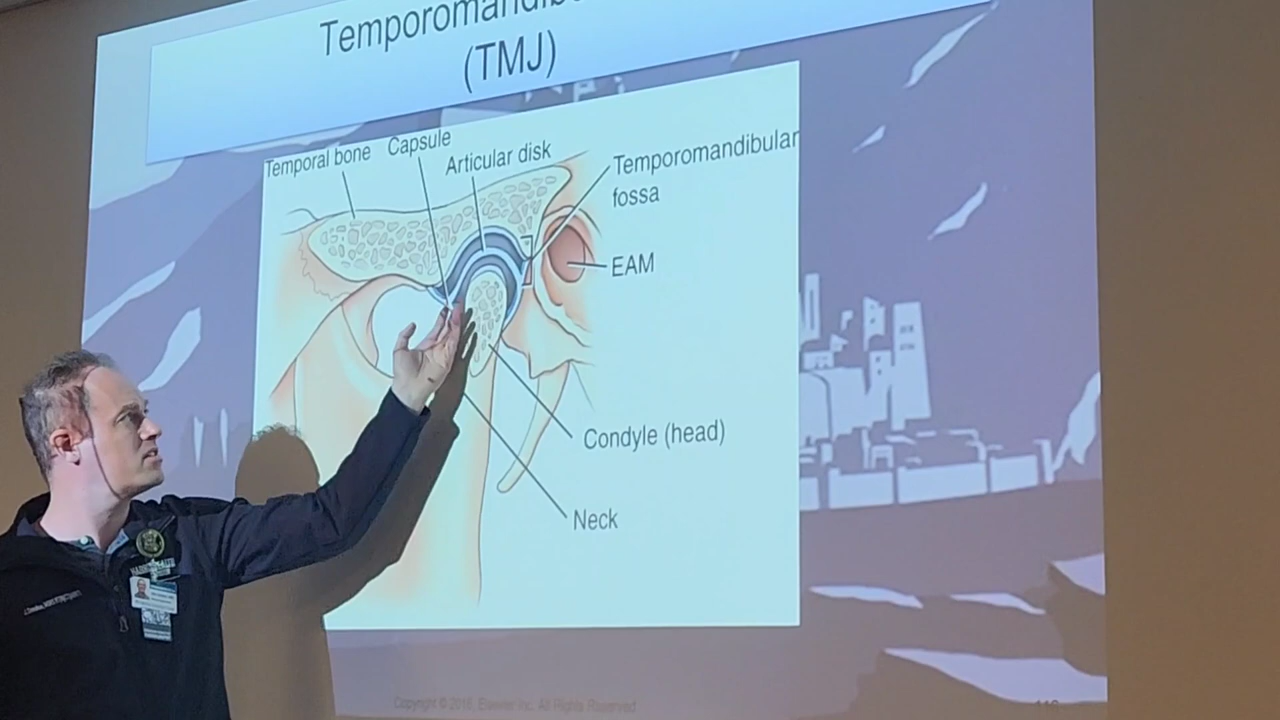 (TMJ)
Temporal bone
Capsule
Articular disk
Temporomandibular
fossa
EAM
Condyle (head)
Neck
Copyright © 2016, Elsevier Inc. All Rights Reserved